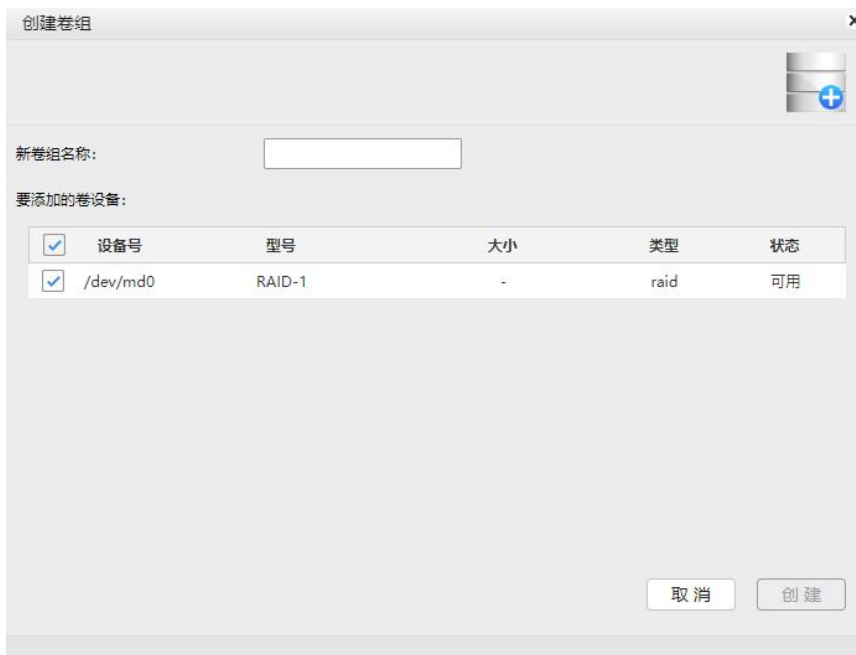 创建卷组
新卷组名称：
要添加的卷设备：
设备号 型号 大小 类型 状态
/dev/md0 RAID-1 - raid 可用
取消 创建